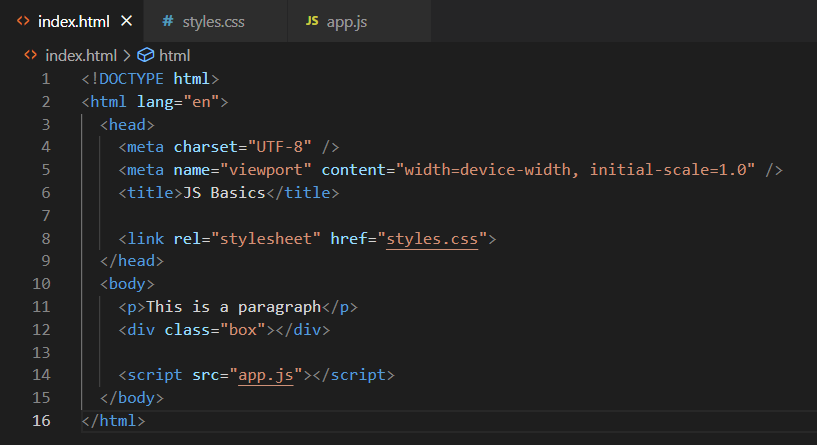 index.html
styles.css
JS app.js
index.html > html
1 <!DOCTYPE html>
2 <html lang="en">
3 <head>
4 <meta charset="UTF-8" />
5 <meta name="viewport" content="width=device-width, initial-scale=1.0" />
6 <title>JS Basics</title>
7
8 <link rel="stylesheet" href="styles.css">
9 </head>
10 <body>
11 <p>This is a paragraph</p>
12 <div class="box"></div>
13
14 <script src="app.js"></script>
15 </body>
16 </html>